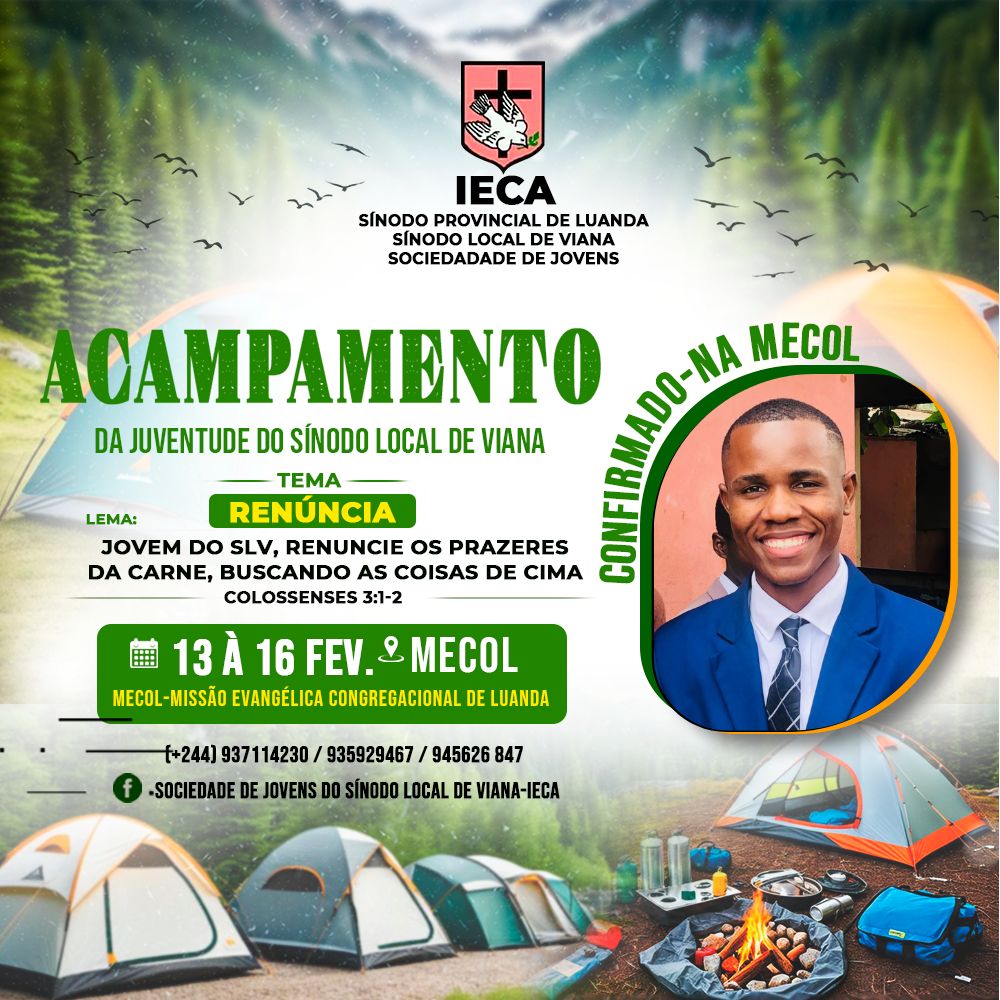 IECA
SÍNODO PROVINCIAL DE LUANDA
SÍNODO LOCAL DE VIANA
SOCIEDADADE DE JOVENS
ACAMPAMENTO
DA JUVENTUDE DO SÍNODO LOCAL DE VIANA
TEMA
RENÚNCIA
LEMA:
JOVEM DO SLV, RENUNCIE OS PRAZERES
DA CARNE, BUSCANDO AS COISAS DE CIMA
COLOSSENSES 3:1-2
13 À 16 FEV. MECOL
MECOL-MISSÃO EVANGÉLICA CONGREGACIONAL DE LUANDA
(+244) 937114230 / 935929467 / 945626 847
-SOCIEDADE DE JOVENS DO SÍNODO LOCAL DE VIANA-IECA
CONFIRMADO-NA MECOL